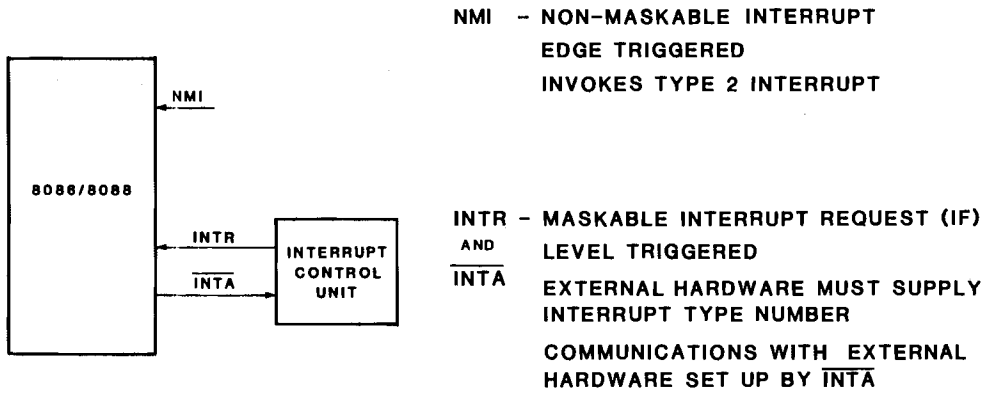 NMI
8086/8088
INTR
INTA
INTERRUPT
CONTROL
UNIT
NMI – NON-MASKABLE INTERRUPT
EDGE TRIGGERED
INVOKES TYPE 2 INTERRUPT
INTR – MASKABLE INTERRUPT REQUEST (IF)
AND LEVEL TRIGGERED
INTA
EXTERNAL HARDWARE MUST SUPPLY
INTERRUPT TYPE NUMBER
COMMUNICATIONS WITH EXTERNAL
HARDWARE SET UP BY INTA